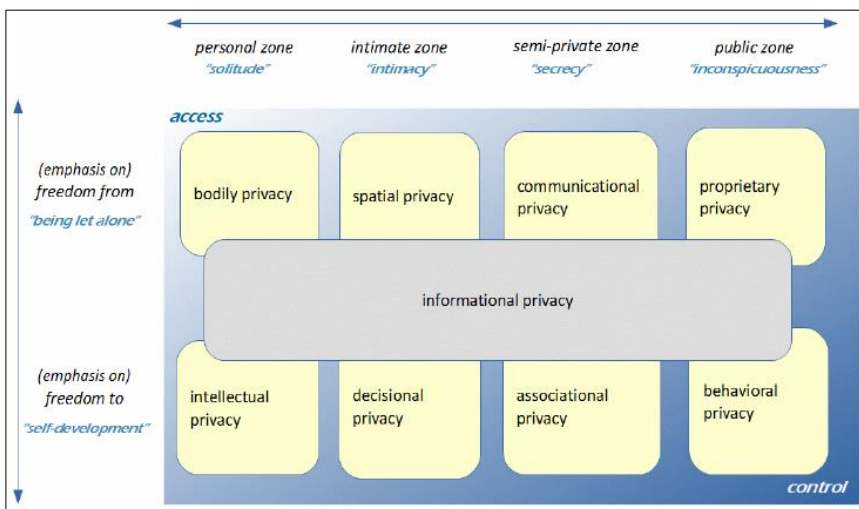 personal zone intimate zone semi-private zone public zone
"solitude" "intimacy" "secrecy" "inconspicuousness"
access
(emphasis on)
freedom from
"being let alone"
bodily privacy
spatial privacy
communicational
privacy
proprietary
privacy
informational privacy
(emphasis on)
freedom to
"self-development"
intellectual
privacy
decisional
privacy
associational
privacy
behavioral
privacy
control